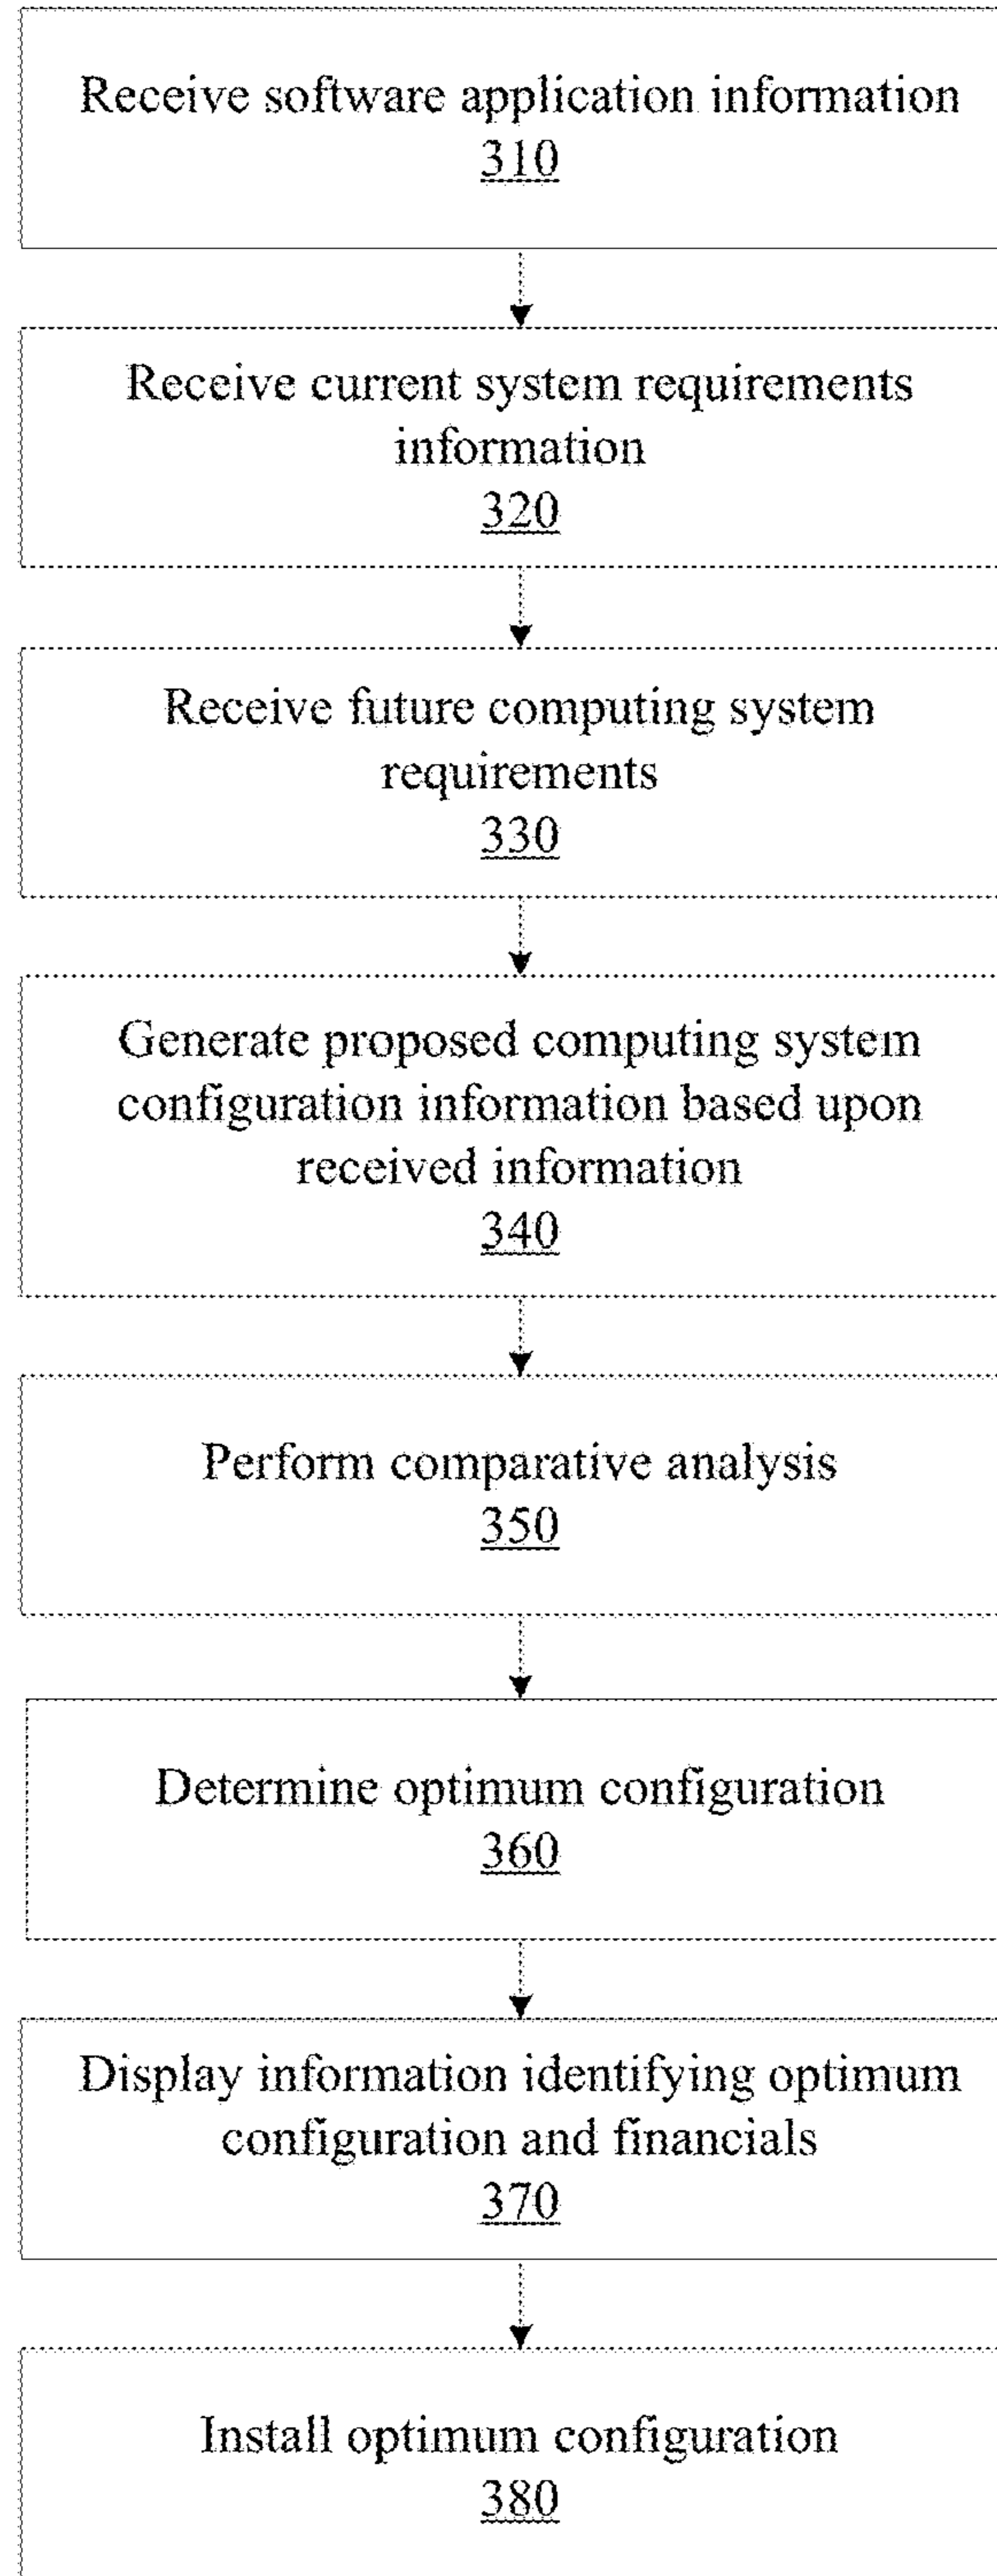 Receive software application information
310
Receive current system requirements
information
320
Receive future computing system
requirements
330
Generate proposed computing system
configuration information based upon
received information
340
Perform comparative analysis
350
Determine optimum configuration
360
Display information identifying optimum
configuration and financials
370
Install optimum configuration
380